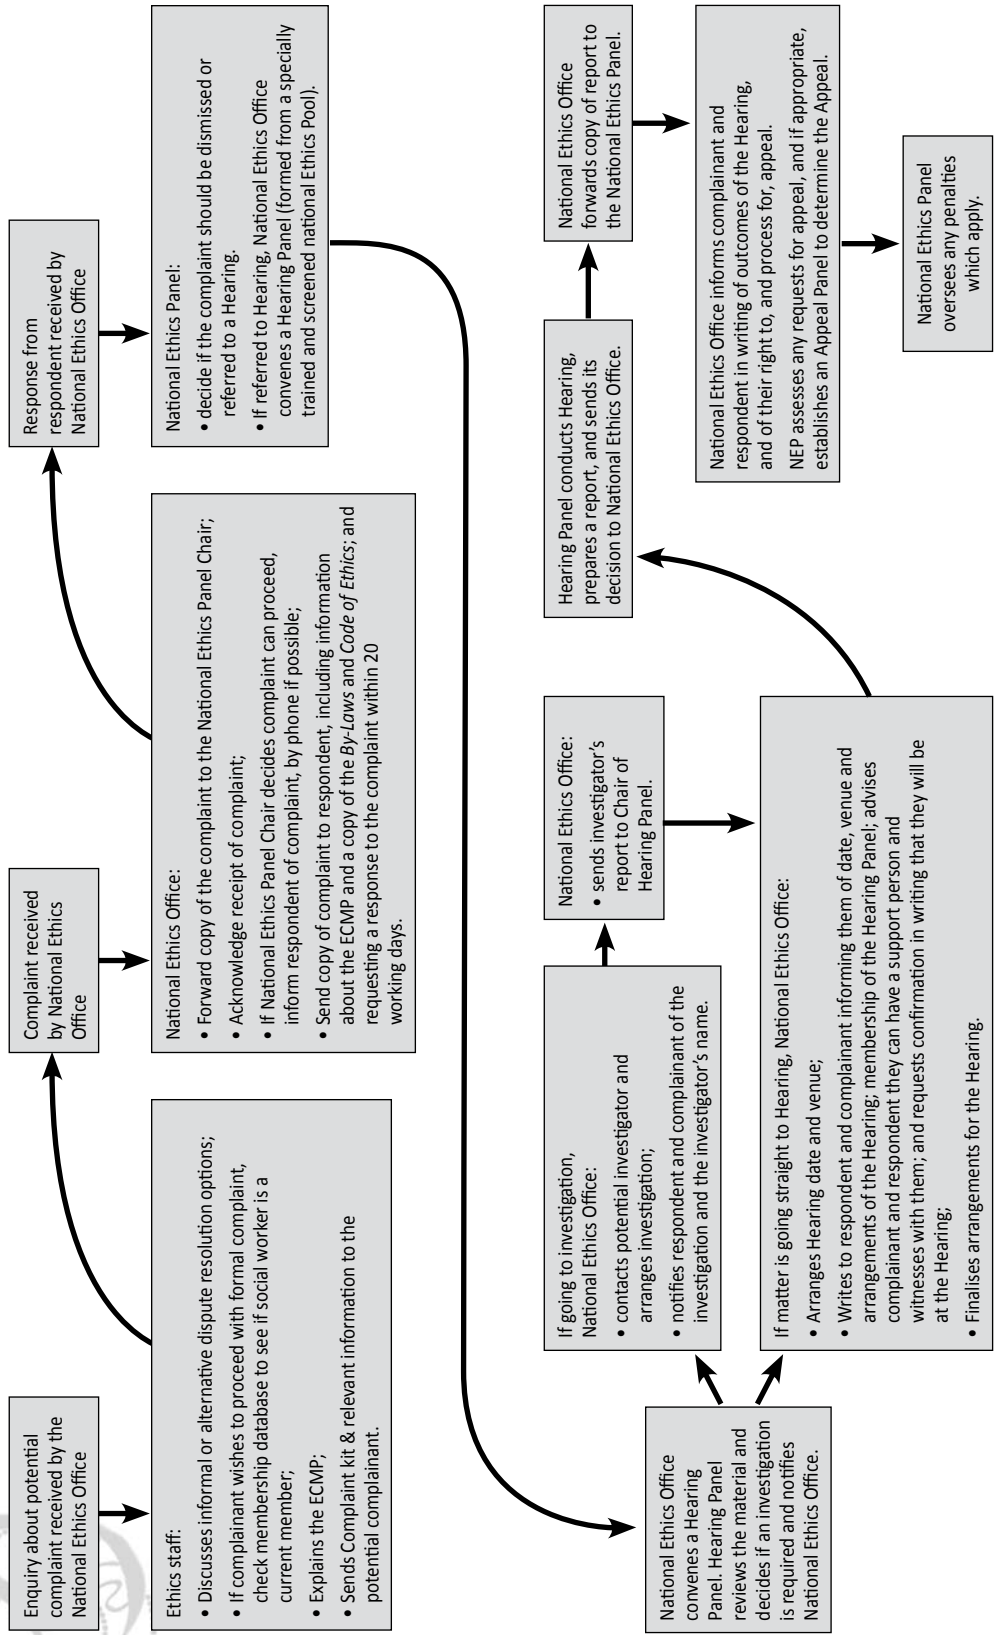 Enquiry about potential
complaint received by the
National Ethics Office
Ethics staff:
• Discusses informal or alternative dispute resolution options;
• If complainant wishes to proceed with formal complaint,
check membership database to see if social worker is a
current member;
• Explains the ECMP;
• Sends Complaint kit & relevant information to the
potential complainant.
Complaint received
by National Ethics
Office
National Ethics Office:
• Forward copy of the complaint to the National Ethics Panel Chair;
• Acknowledge receipt of complaint;
• If National Ethics Panel Chair decides complaint can proceed,
inform respondent of complaint, by phone if possible;
• Send copy of complaint to respondent, including information
about the ECMP and a copy of the By-Laws and Code of Ethics; and
requesting a response to the complaint within 20
working days.
Response from
respondent received by
National Ethics Office
National Ethics Panel:
• decide if the complaint should be dismissed or
referred to a Hearing.
• If referred to Hearing, National Ethics Office
convenes a Hearing Panel (formed from a specially
trained and screened national Ethics Pool).
National Ethics Office
convenes a Hearing
Panel. Hearing Panel
reviews the material and
decides if an investigation
is required and notifies
National Ethics Office.
If going to investigation,
National Ethics Office:
• contacts potential investigator and
arranges investigation;
• notifies respondent and complainant of the
investigation and the investigator's name.
National Ethics Office:
• sends investigator's
report to Chair of
Hearing Panel.
If matter is going straight to Hearing, National Ethics Office:
• Arranges Hearing date and venue;
• Writes to respondent and complainant informing them of date, venue and
arrangements of the Hearing; membership of the Hearing Panel; advises
complainant and respondent they can have a support person and
witnesses with them; and requests confirmation in writing that they will be
at the Hearing;
• Finalises arrangements for the Hearing.
Hearing Panel conducts Hearing,
prepares a report, and sends its
decision to National Ethics Office.
National Ethics Office
forwards copy of report to
the National Ethics Panel.
National Ethics Office informs complainant and
respondent in writing of outcomes of the Hearing,
and of their right to, and process for, appeal.
NEP assesses any requests for appeal, and if appropriate,
establishes an Appeal Panel to determine the Appeal.
National Ethics Panel
oversees any penalties
which apply.